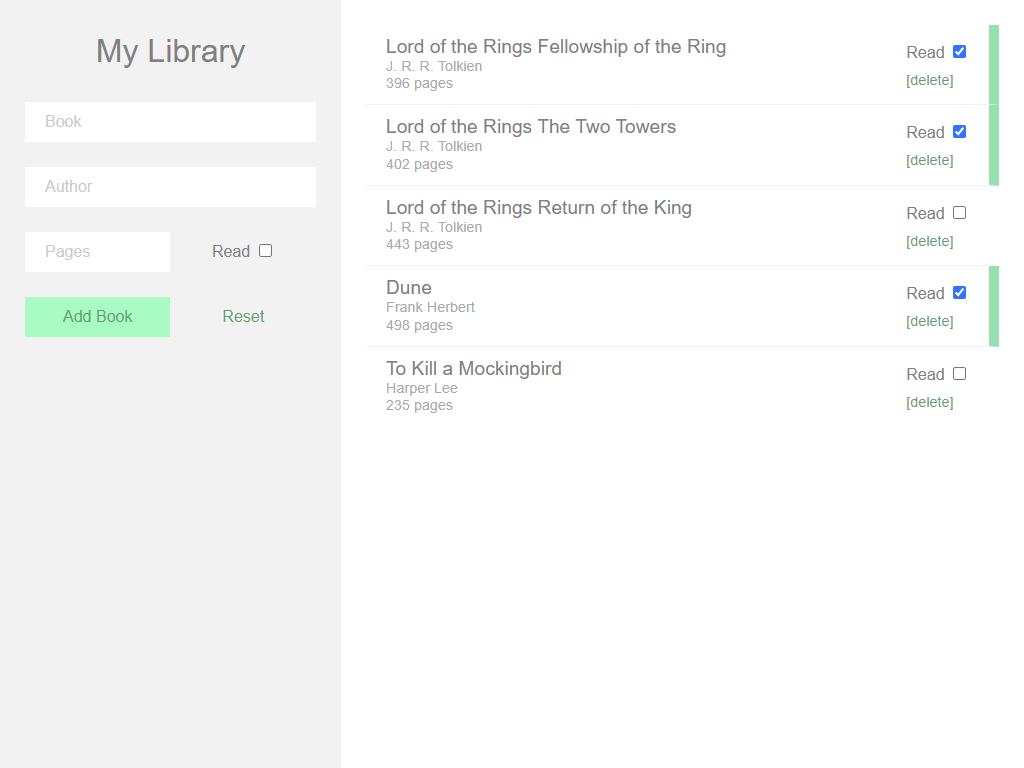 My Library
Book
Author
Pages
Read
Add Book
Reset
Lord of the Rings Fellowship of the Ring
J. R. R. Tolkien
396 pages
Read
[delete]
Lord of the Rings The Two Towers
J. R. R. Tolkien
402 pages
Read
[delete]
Lord of the Rings Return of the King
J. R. R. Tolkien
443 pages
Read
[delete]
Dune
Frank Herbert
498 pages
Read
[delete]
To Kill a Mockingbird
Harper Lee
235 pages
Read
[delete]